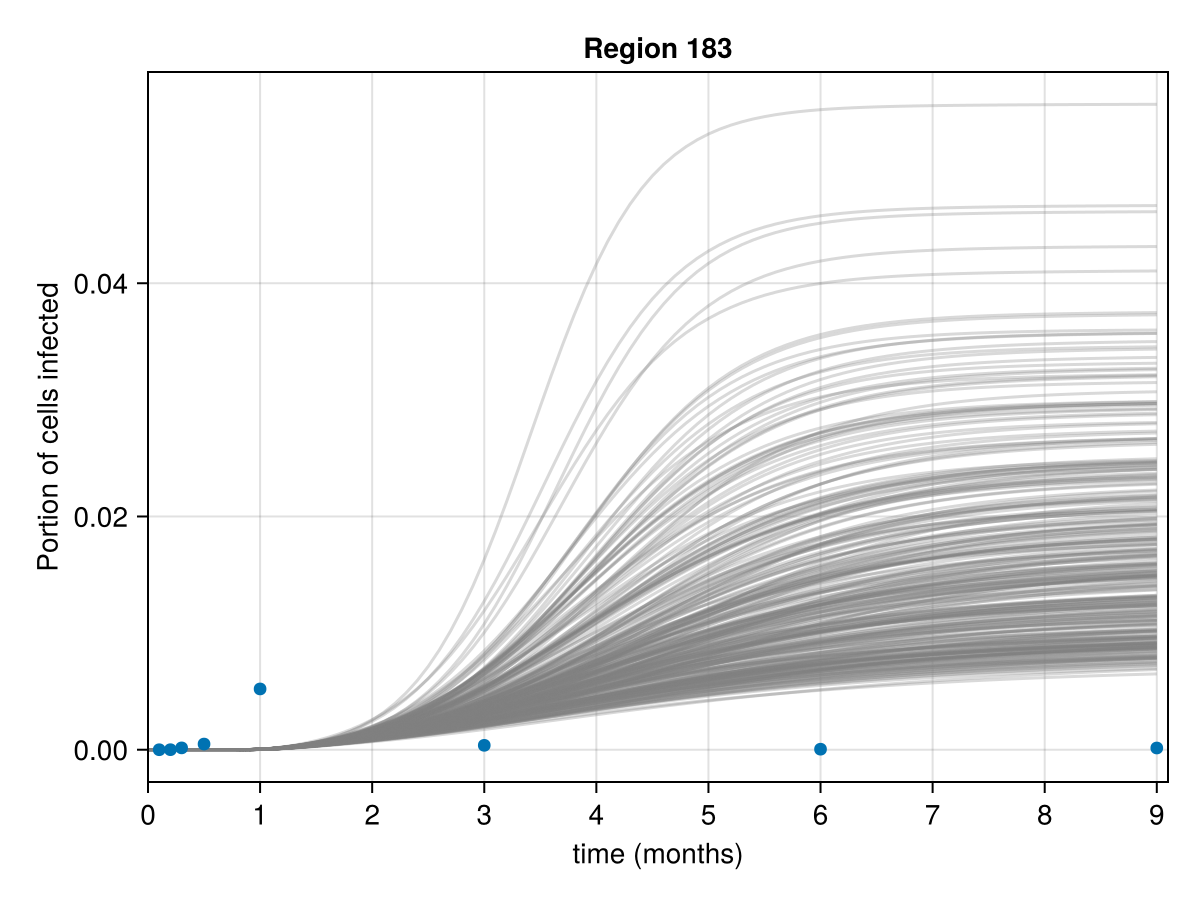 Region 183
Portion of cells infected
0.04
0.02
0.00
0 1 2 3 4 5 6 7 8 9
time (months)